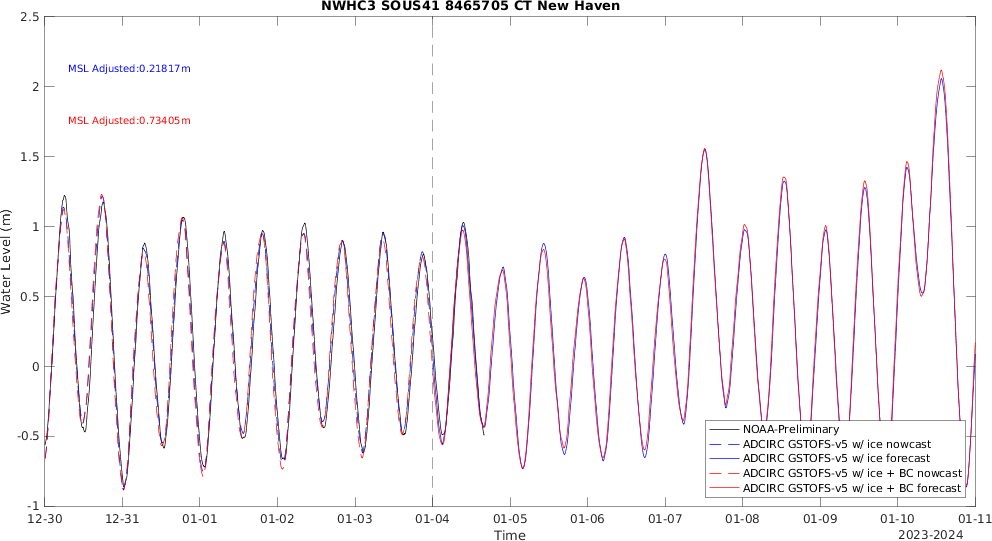 NWHC3 SOUS41 8465705 CT New Haven
2.5
2
1.5
1
0.5
0
-0.5
-1
Water Level (m)
MSL Adjusted:0.21817m
MSL Adjusted:0.73405m
NOAA-Preliminary
ADCIRC GSTOFS-v5 w/ ice nowcast
ADCIRC GSTOFS-v5 w/ ice forecast
ADCIRC GSTOFS-v5 w/ ice + BC nowcast
ADCIRC GSTOFS-v5 w/ ice + BC forecast
12-30 12-31 01-01 01-02 01-03 01-04 01-05 01-06 01-07 01-08 01-09 01-10 01-11
Time
2023-2024